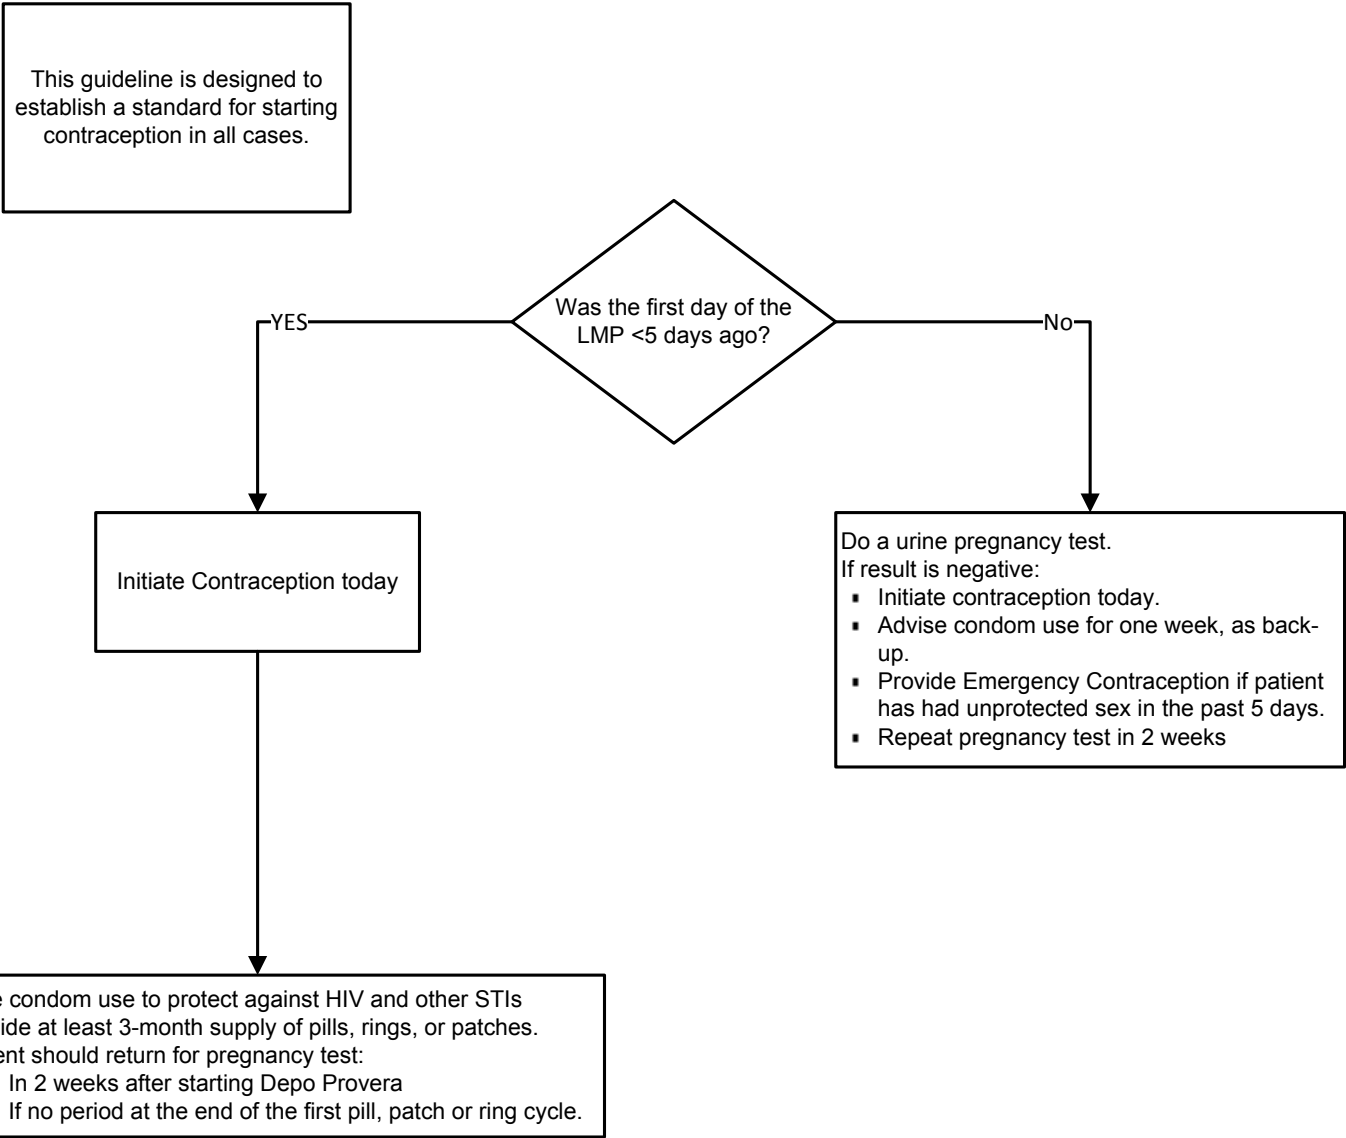 This guideline is designed to
establish a standard for starting
contraception in all cases.
Was the first day of the
LMP <5 days ago?
YES
No
Initiate Contraception today
Do a urine pregnancy test.
If result is negative:
▪ Initiate contraception today.
▪ Advise condom use for one week, as back-
up.
▪ Provide Emergency Contraception if patient
has had unprotected sex in the past 5 days.
▪ Repeat pregnancy test in 2 weeks
condom use to protect against HIV and other STIs
at least 3-month supply of pills, rings, or patches.
should return for pregnancy test:
In 2 weeks after starting Depo Provera
If no period at the end of the first pill, patch or ring cycle.